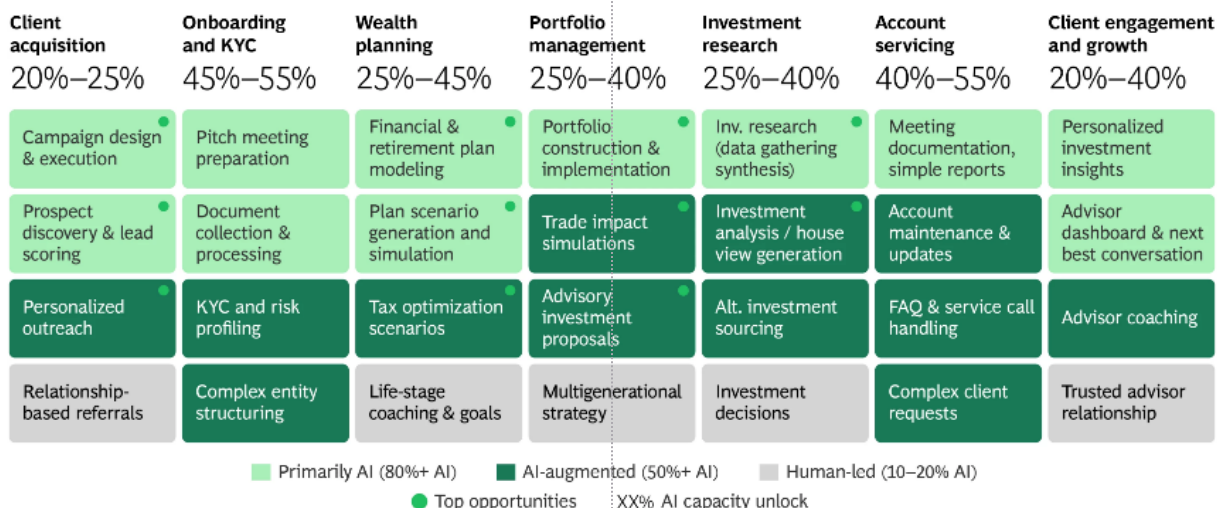 Client
acquisition
20%–25%
Onboarding
and KYC
45%–55%
Wealth
planning
25%–45%
Portfolio
management
25%–40%
Investment
research
25%–40%
Account
servicing
40%–55%
Client engagement
and growth
20%–40%
Campaign design
& execution
Pitch meeting
preparation
Financial &
retirement plan
modeling
Portfolio
construction &
implementation
Inv. research
(data gathering
synthesis)
Meeting
documentation,
simple reports
Personalized
investment
insights
Prospect
discovery & lead
scoring
Document
collection &
processing
Plan scenario
generation and
simulation
Trade impact
simulations
Investment
analysis / house
view generation
Account
maintenance &
updates
Advisor
dashboard & next
best conversation
Personalized
outreach
KYC and risk
profiling
Tax optimization
scenarios
Advisory
investment
proposals
Alt. investment
sourcing
FAQ & service call
handling
Advisor coaching
Relationship-
based referrals
Complex entity
structuring
Life-stage
coaching & goals
Multigenerational
strategy
Investment
decisions
Complex client
requests
Trusted advisor
relationship
Primarily AI (80%+ AI)
AI-augmented (50%+ AI)
Human-led (10–20% AI)
Top opportunities
XX% AI capacity unlock